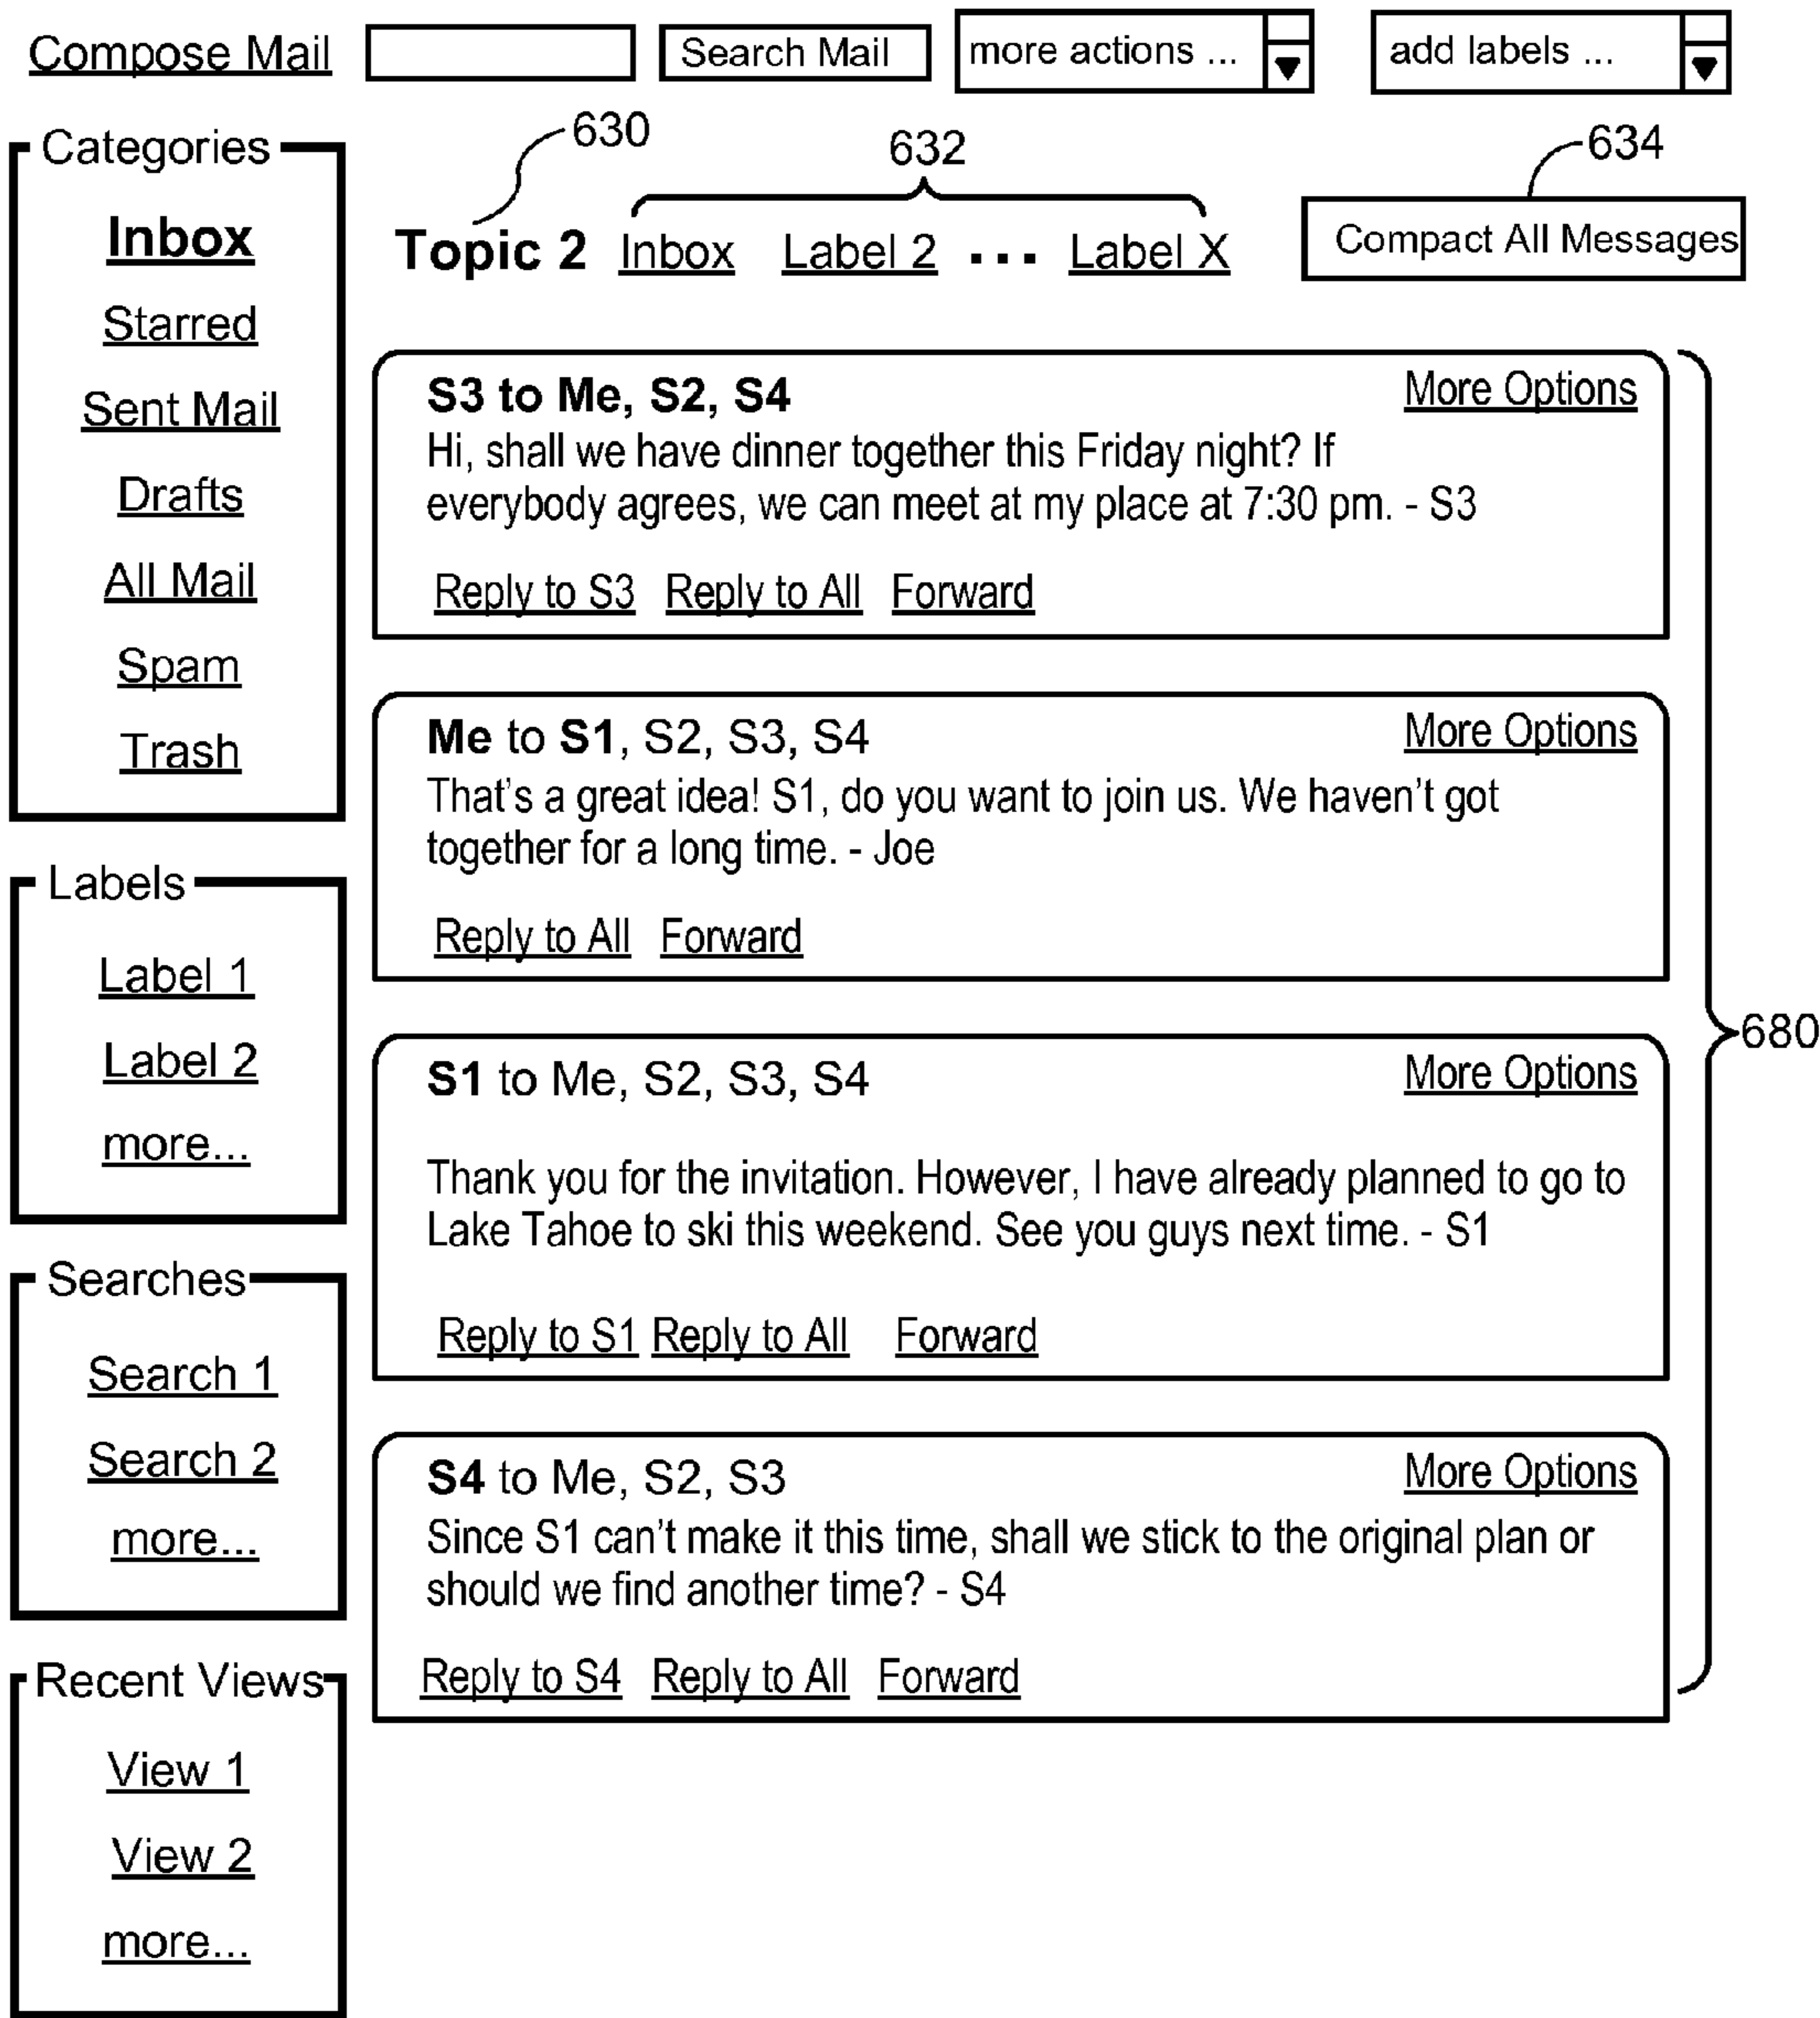 Compose Mail
Search Mail
more actions ...
add labels ...
Categories
Inbox
Starred
Sent Mail
Drafts
All Mail
Spam
Trash
Labels
Label 1
Label 2
more...
Searches
Search 1
Search 2
more...
Recent Views
View 1
View 2
more...
630
632
634
Topic 2 Inbox Label 2 ... Label X
Compact All Messages
S3 to Me, S2, S4
More Options
Hi, shall we have dinner together this Friday night? If
everybody agrees, we can meet at my place at 7:30 pm. - S3
Reply to S3 Reply to All Forward
Me to S1, S2, S3, S4
More Options
That's a great idea! S1, do you want to join us. We haven't got
together for a long time. - Joe
Reply to All Forward
S1 to Me, S2, S3, S4
More Options
Thank you for the invitation. However, I have already planned to go to
Lake Tahoe to ski this weekend. See you guys next time. - S1
Reply to S1 Reply to All Forward
S4 to Me, S2, S3
More Options
Since S1 can't make it this time, shall we stick to the original plan or
should we find another time? - S4
Reply to S4 Reply to All Forward
680